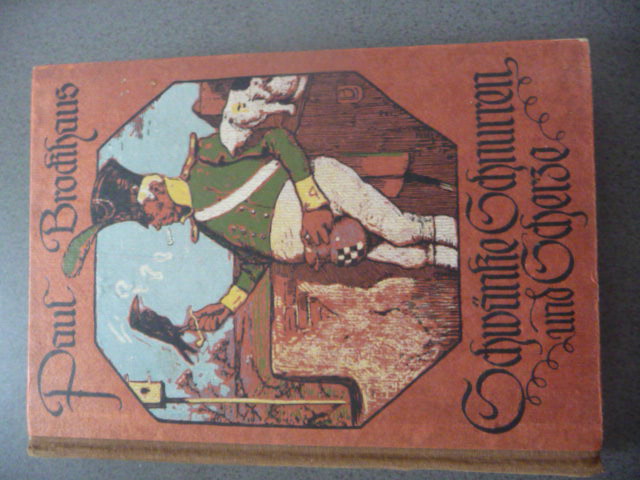 Paul Brockhaus
Schwänke Schnurren
und Scherze